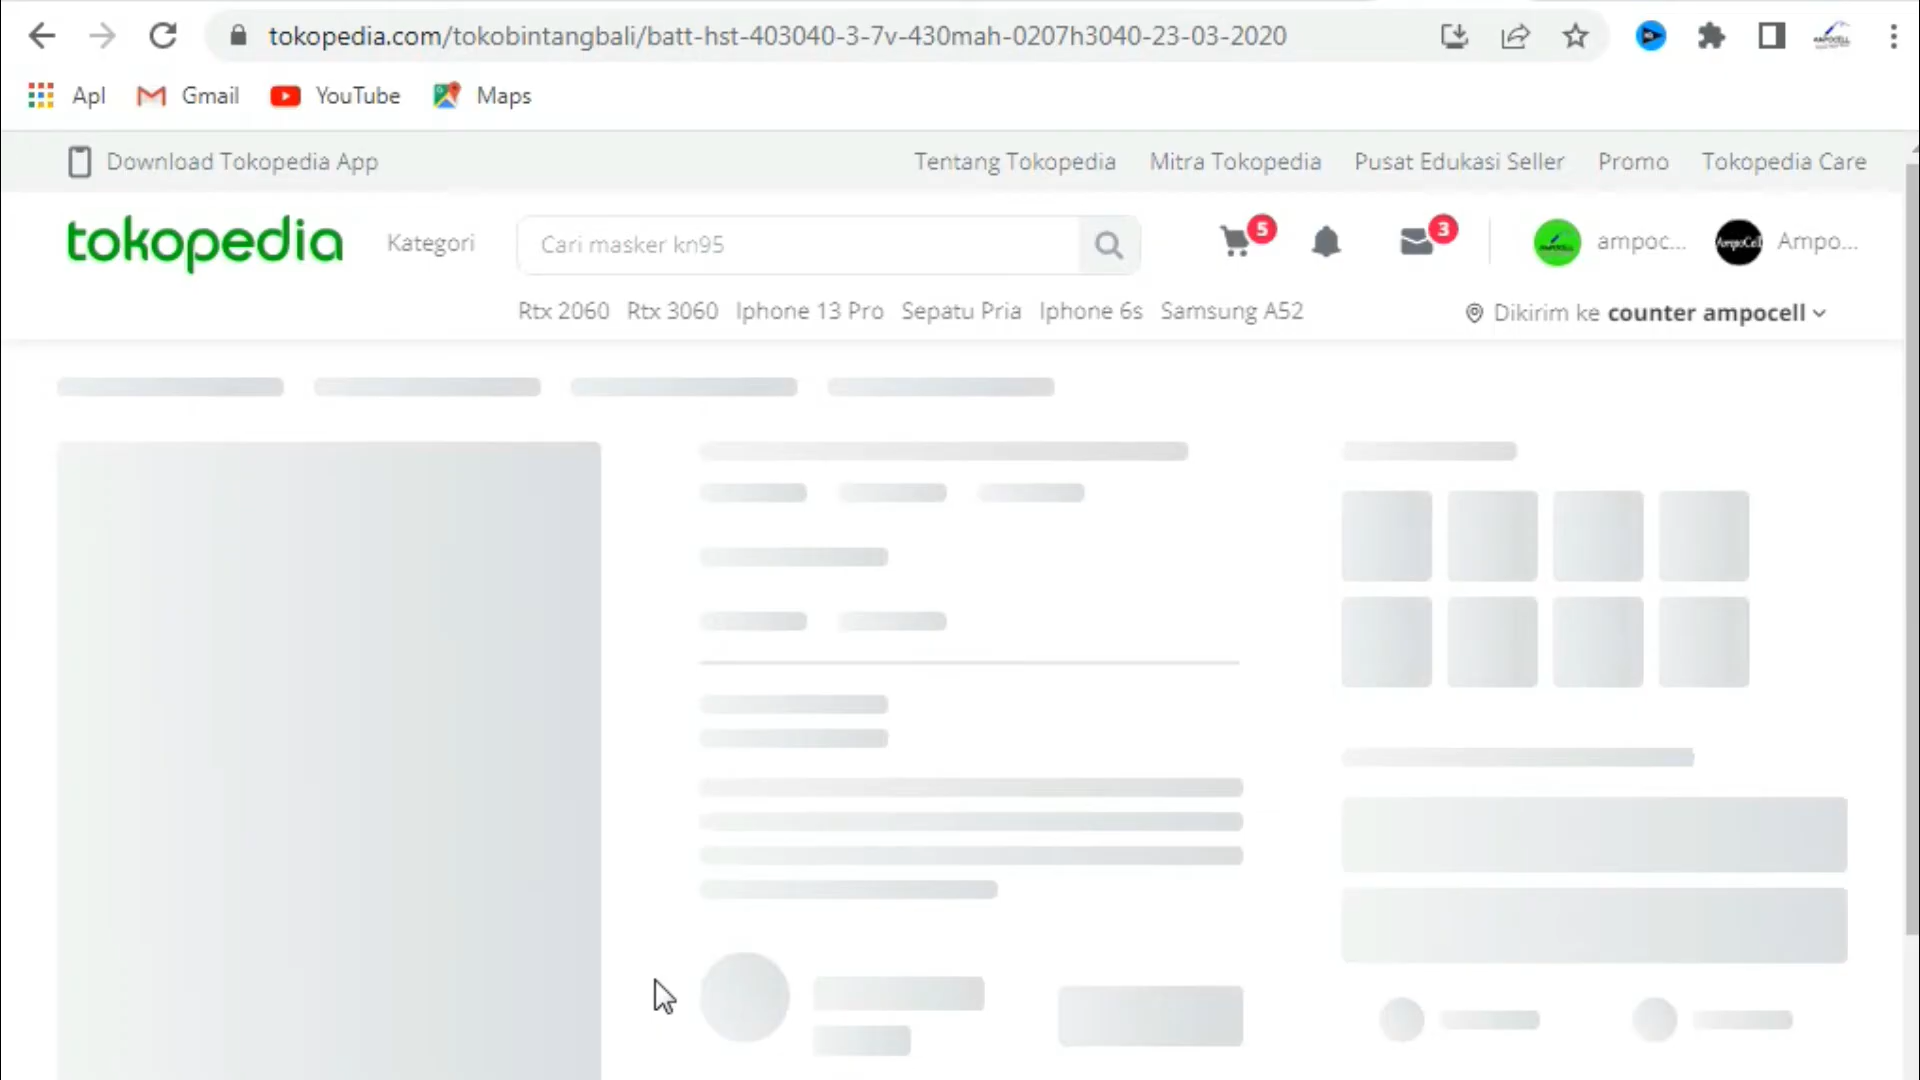 tokopedia.com/tokobintangbali/batt-hst-403040-3-7v-430mah-0207h3040-23-03-2020
Apl Gmail YouTube Maps
Download Tokopedia App Tentang Tokopedia Mitra Tokopedia Pusat Edukasi Seller Promo Tokopedia Care
tokopedia Kategori Cari masker kn95 5 3 ampoc... AmpoCell Ampo...
Rtx 2060 Rtx 3060 Iphone 13 Pro Sepatu Pria Iphone 6s Samsung A52 Dikirim ke counter ampocell